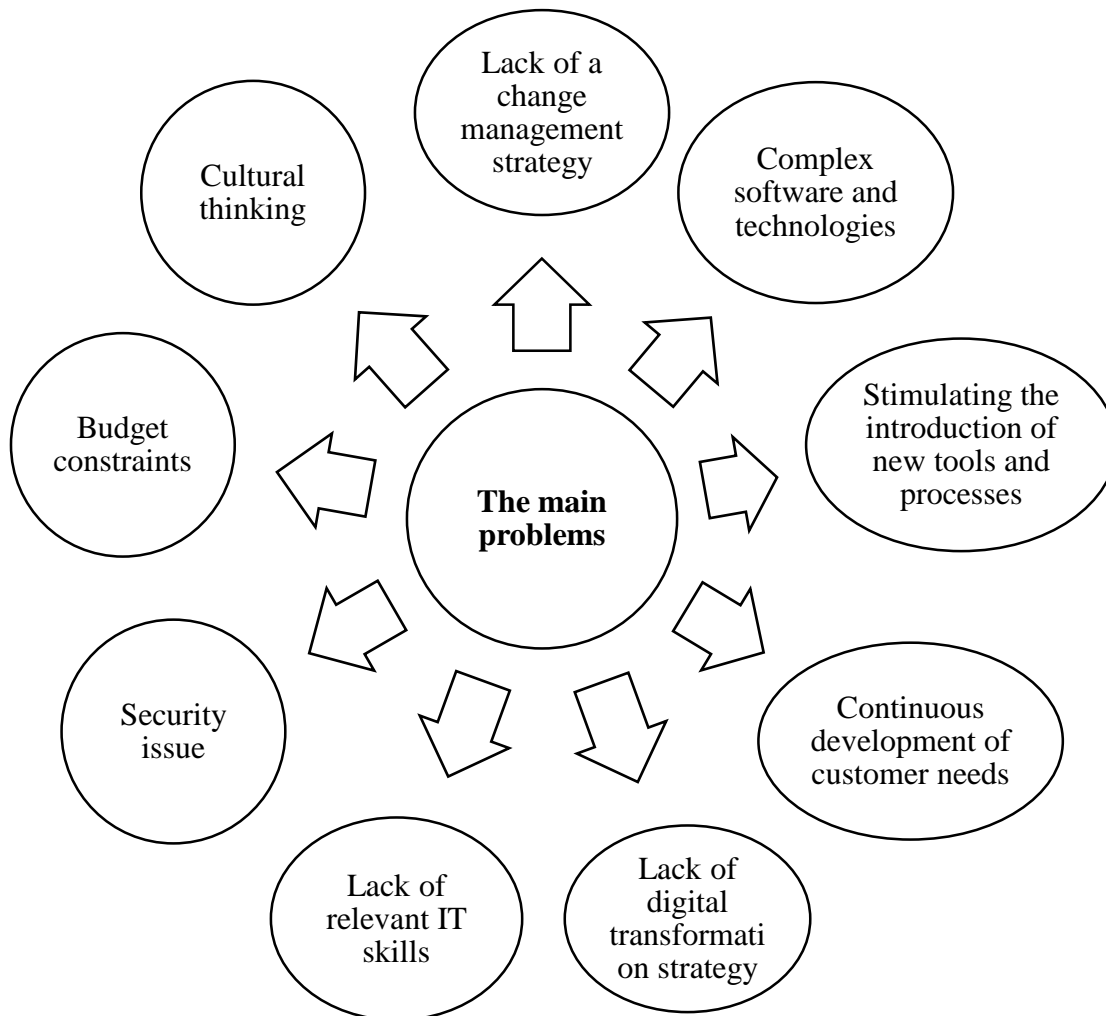 Lack of a
change
management
strategy
Complex
software and
technologies
Stimulating the
introduction of
new tools and
processes
Continuous
development of
customer needs
Lack of
digital
transformati
on strategy
Lack of
relevant IT
skills
Security
issue
Budget
constraints
Cultural
thinking
The main
problems